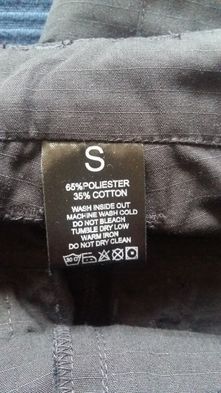 S
65%POLIESTER
35% COTTON
WASH INSIDE OUT
MACHINE WASH COLD
DO NOT BLEACH
TUMBLE DRY LOW
WARM IRON
DO NOT DRY CLEAN